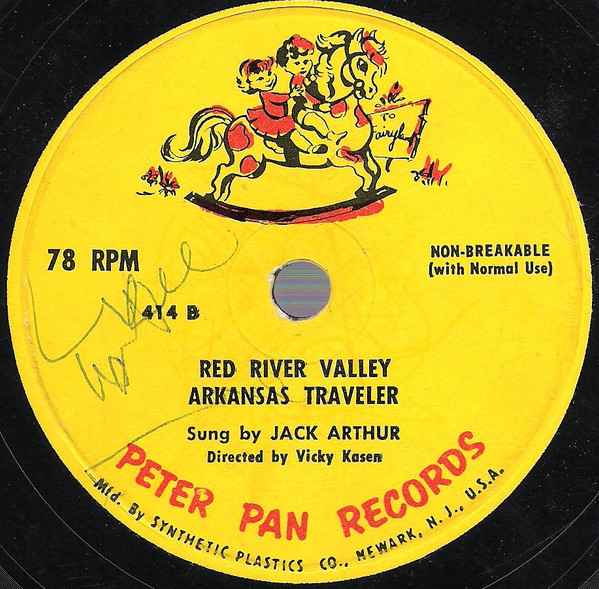 TO
Fairyland
78 RPM
NON-BREAKABLE
(with Normal Use)
414 B
RED RIVER VALLEY
ARKANSAS TRAVELER
Sung by JACK ARTHUR
Directed by Vicky Kasen
PETER PAN RECORDS
Mfd. By SYNTHETIC PLASTICS CO., NEWARK, N. J., U.S.A.